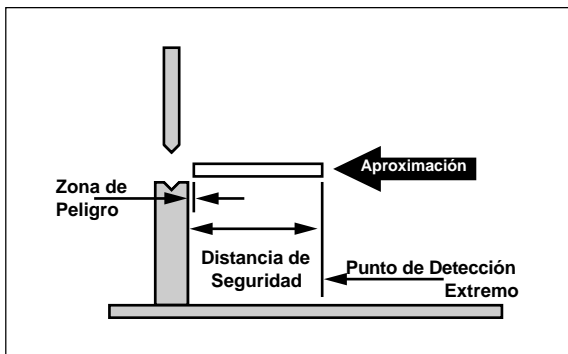 Aproximación
Zona de
Peligro
Distancia de
Seguridad
Punto de Detección
Extremo